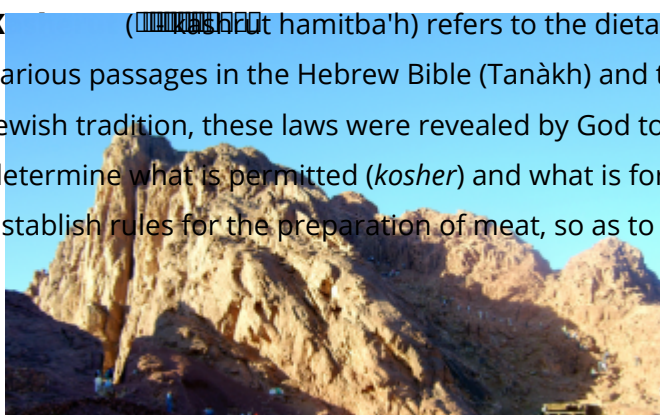 (kashrut hamitba'h) refers to the dieta
arious passages in the Hebrew Bible (Tanàkh) and t
ewish tradition, these laws were revealed by God to
determine what is permitted (kosher) and what is for
stablish rules for the preparation of meat, so as to